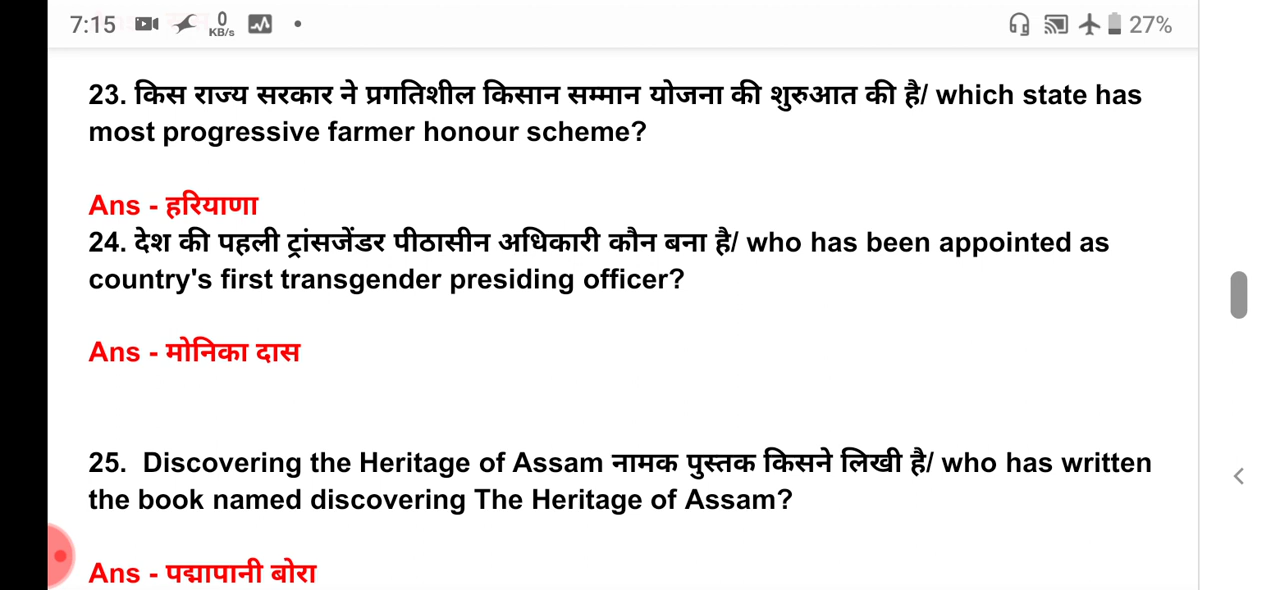 7:15 0 KB/s 27%
23. किस राज्य सरकार ने प्रगतिशील किसान सम्मान योजना की शुरुआत की है/ which state has
most progressive farmer honour scheme?
Ans - हरियाणा
24. देश की पहली ट्रांसजेंडर पीठासीन अधिकारी कौन बना है/ who has been appointed as
country's first transgender presiding officer?
Ans - मोनिका दास
25. Discovering the Heritage of Assam नामक पुस्तक किसने लिखी है/ who has written
the book named discovering The Heritage of Assam?
Ans - पद्मापानी बोरा